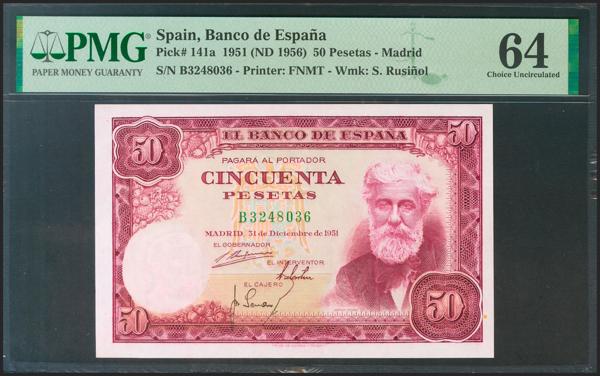 PMG
PAPER MONEY GUARANTY
Spain, Banco de España
Pick# 141a 1951 (ND 1956) 50 Pesetas - Madrid
S/N B3248036 - Printer: FNMT - Wmk: S. Rusiñol
64
Choice Uncirculated
50
EL BANCO DE ESPAÑA
50
PAGARÁ AL PORTADOR
CINCUENTA
PESETAS
B3248036
MADRID, 31 de Diciembre de 1951
EL GOBERNADOR
EL INTERVENTOR
EL CAJERO
50
50